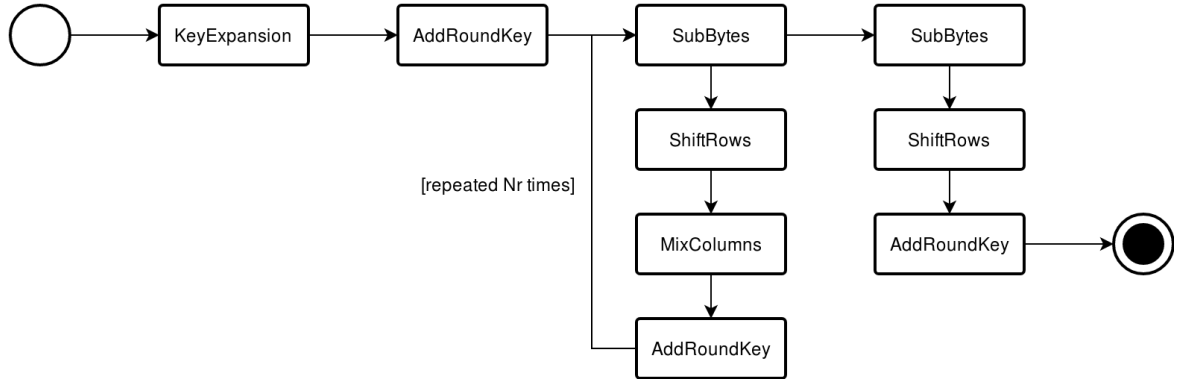 KeyExpansion
AddRoundKey
SubBytes
SubBytes
ShiftRows
ShiftRows
[repeated Nr times]
MixColumns
AddRoundKey
AddRoundKey